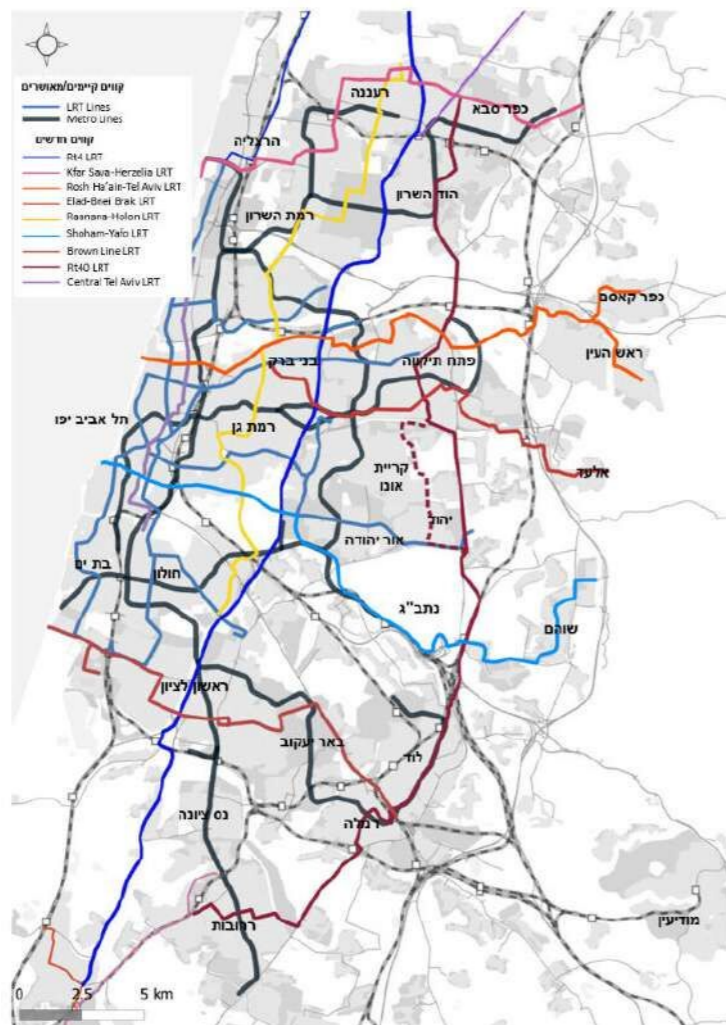 קווים קיימים/מאושרים
LRT Lines
Metro Lines
קווים חדשים
Rt4 LRT
Kfar Sava-Herzelia LRT
Rosh Ha'ain-Tel Aviv LRT
Elad-Bnei Brak LRT
Raanana-Holon LRT
Shoham-Yafo LRT
Brown Line LRT
Rt40 LRT
Central Tel Aviv LRT
רעננה
כפר סבא
הרצליה
הוד השרון
רמת השרון
כפר קאסם
ראש העין
פתח תיקווה
בני ברק
תל אביב יפו
רמת גן
קריית
אונו
אלעד
יהוד
אור יהודה
בת ים
חולון
נתב"ג
שוהם
ראשון לציון
באר יעקוב
לוד
נס ציונה
רמלה
רחובות
מודיעין
0 2.5 5 km